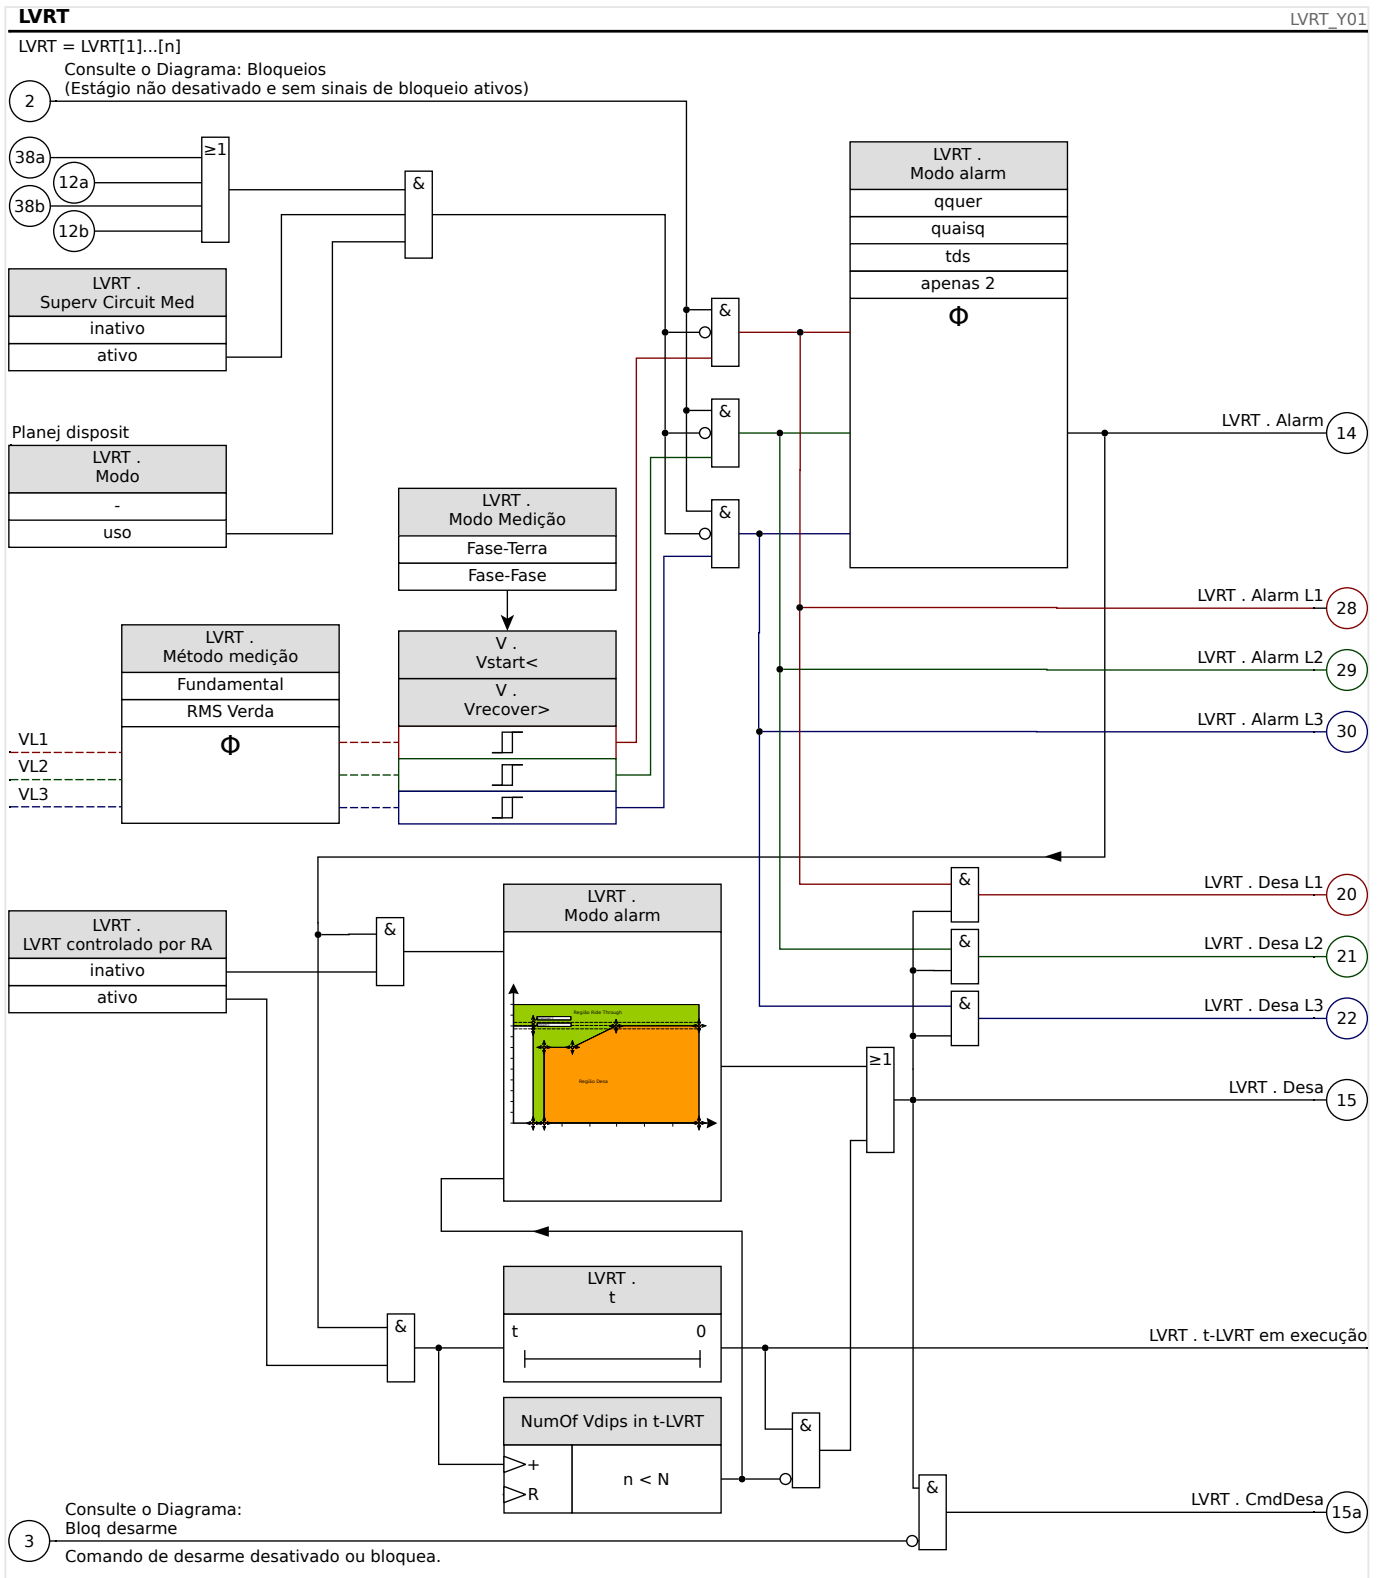 LVRT
LVRT_Y01
LVRT = LVRT[1]...[n]
Consulte o Diagrama: Bloqueios
(Estágio não desativado e sem sinais de bloqueio ativos)
2
38a
12a
38b
12b
≥1
&
LVRT .
Modo alarm
qquer
quaisq
tds
apenas 2
Φ
LVRT .
Superv Circuit Med
inativo
ativo
&
&
&
Planej disposit
LVRT .
Modo
-
uso
LVRT . Alarm
14
LVRT .
Modo Medição
Fase-Terra
Fase-Fase
LVRT . Alarm L1
28
LVRT . Alarm L2
29
LVRT . Alarm L3
30
LVRT .
Método medição
Fundamental
RMS Verda
Φ
V .
Vstart<
V .
Vrecover>
VL1
VL2
VL3
LVRT .
LVRT controlado por RA
inativo
ativo
&
LVRT .
Modo alarm
Região Ride Through
Região Desa
&
LVRT . Desa L1
20
&
LVRT . Desa L2
21
&
LVRT . Desa L3
22
≥1
LVRT . Desa
15
LVRT .
t
t 0
&
LVRT . t-LVRT em execução
NumOf Vdips in t-LVRT
+
R
n < N
&
&
LVRT . CmdDesa
15a
Consulte o Diagrama:
Bloq desarme
3
Comando de desarme desativado ou bloquea.